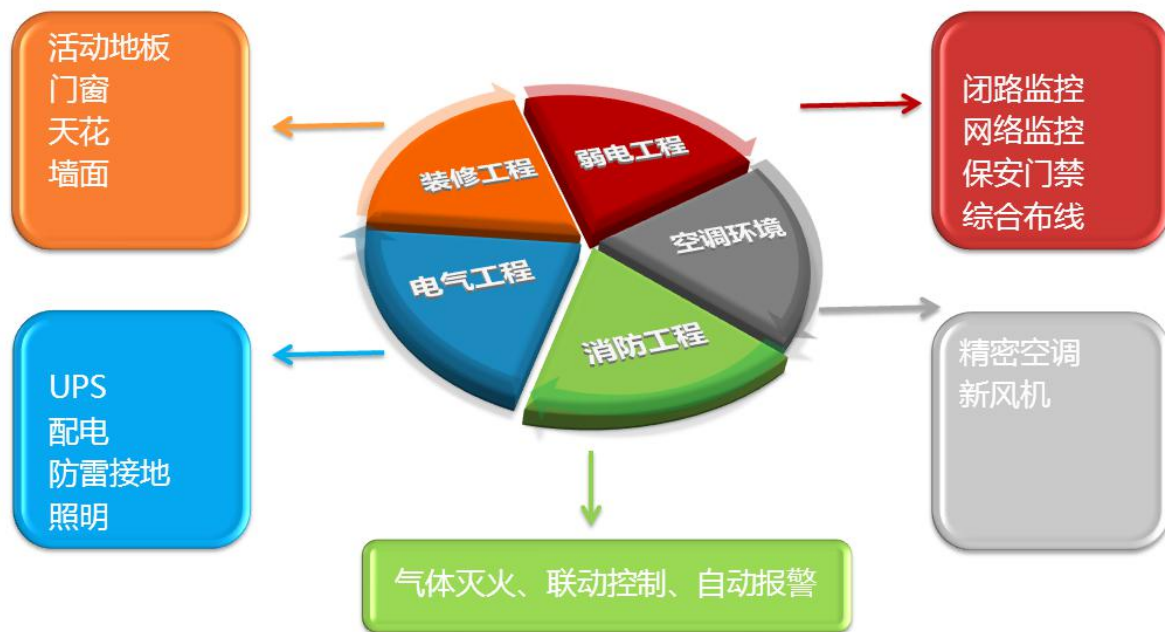 活动地板
门窗
天花
墙面
装修工程
弱电工程
空调环境
电气工程
消防工程
闭路监控
网络监控
保安门禁
综合布线
UPS
配电
防雷接地
照明
精密空调
新风机
气体灭火、联动控制、自动报警